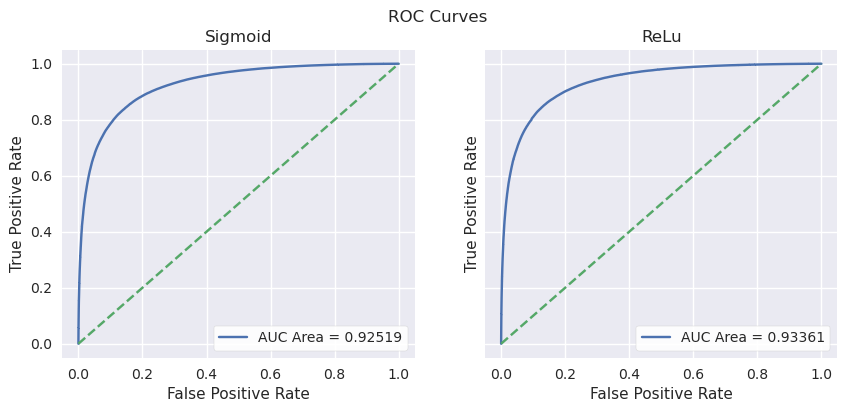 ROC Curves
Sigmoid
True Positive Rate
1.0
0.8
0.6
0.4
0.2
0.0
AUC Area = 0.92519
0.0 0.2 0.4 0.6 0.8 1.0
False Positive Rate
ReLu
True Positive Rate
AUC Area = 0.93361
0.0 0.2 0.4 0.6 0.8 1.0
False Positive Rate